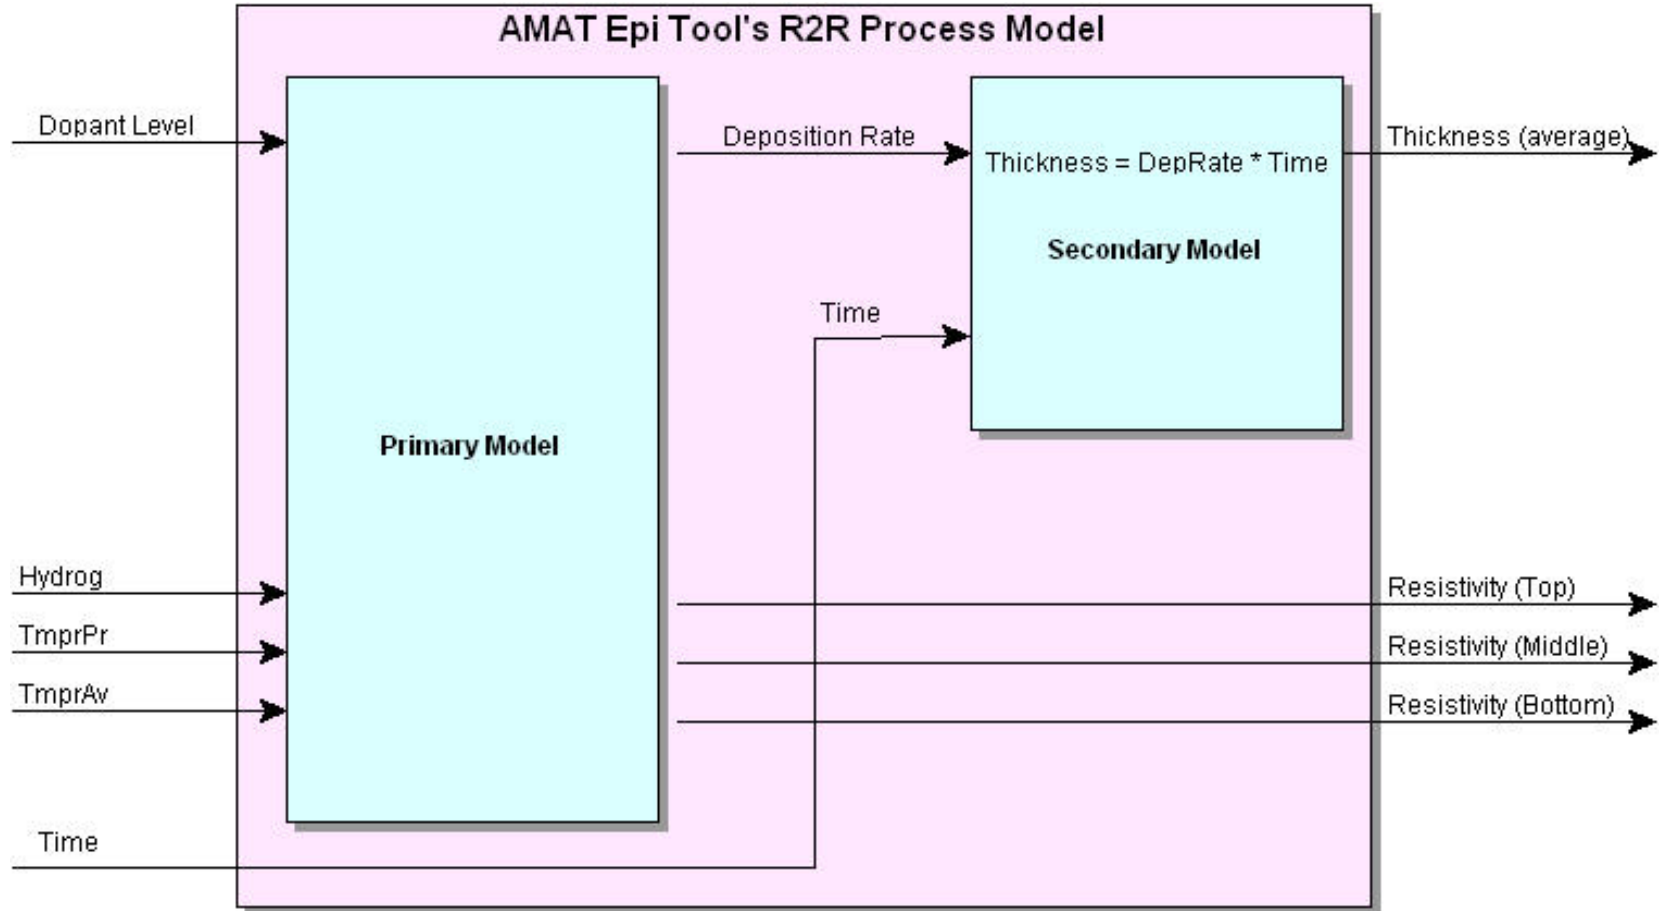 AMAT Epi Tool's R2R Process Model
Dopant Level
Deposition Rate
Thickness = DepRate * Time
Thickness (average)
Secondary Model
Time
Primary Model
Hydrog
TmprPr
TmprAv
Resistivity (Top)
Resistivity (Middle)
Resistivity (Bottom)
Time